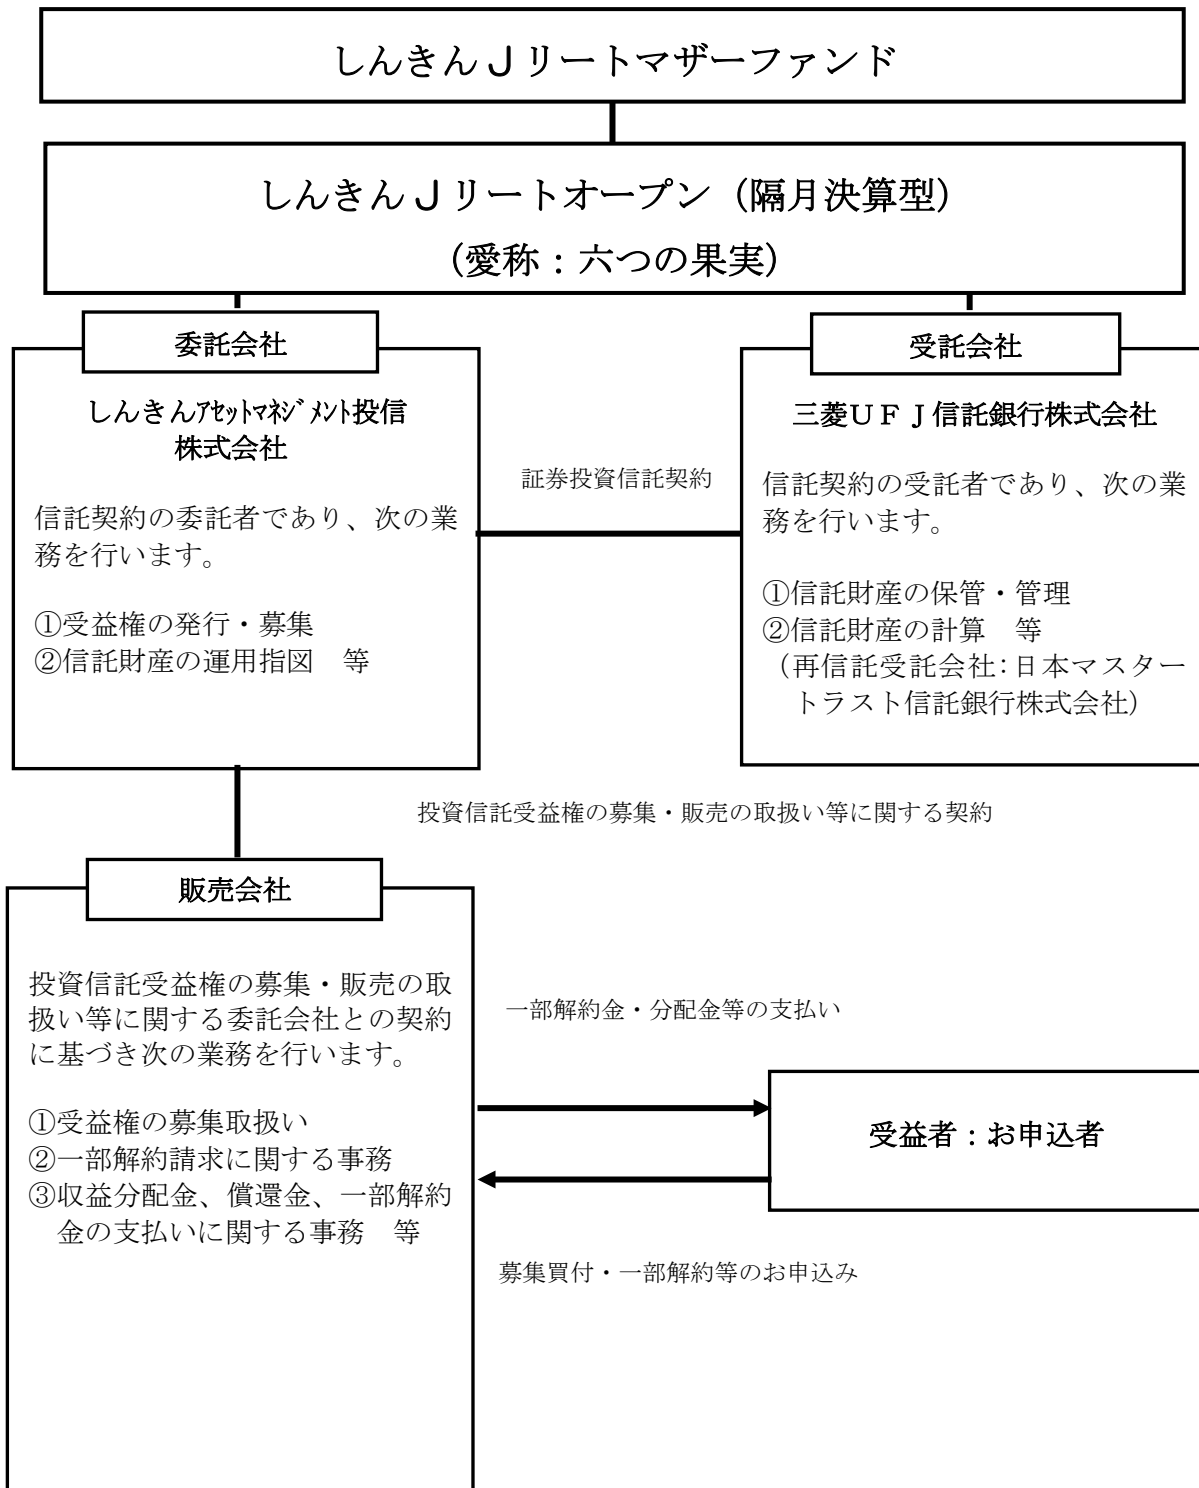 しんきんＪリートマザーファンド
しんきんＪリートオープン（隔月決算型）
（愛称：六つの果実）
委託会社
しんきんｱｾｯﾄﾏﾈｼﾞﾒﾝﾄ投信
株式会社
信託契約の委託者であり、次の業
務を行います。
①受益権の発行・募集
②信託財産の運用指図　等
証券投資信託契約
受託会社
三菱ＵＦＪ信託銀行株式会社
信託契約の受託者であり、次の業
務を行います。
①信託財産の保管・管理
②信託財産の計算　等
（再信託受託会社：日本マスター
トラスト信託銀行株式会社）
投資信託受益権の募集・販売の取扱い等に関する契約
販売会社
投資信託受益権の募集・販売の取
扱い等に関する委託会社との契約
に基づき次の業務を行います。
①受益権の募集取扱い
②一部解約請求に関する事務
③収益分配金、償還金、一部解約
金の支払いに関する事務　等
一部解約金・分配金等の支払い
受益者：お申込者
募集買付・一部解約等のお申込み